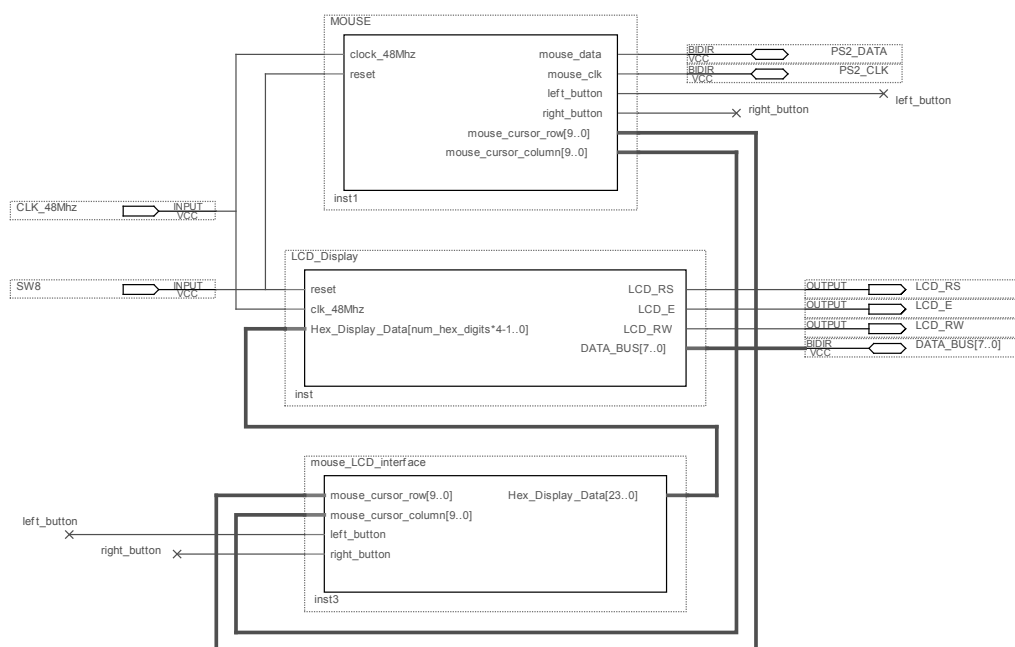 MOUSE
clock_48Mhz
reset
mouse_data
mouse_clk
left_button
right_button
mouse_cursor_row[9..0]
mouse_cursor_column[9..0]
inst1
BIDIR
VCC
PS2_DATA
BIDIR
VCC
PS2_CLK
left_button
right_button
CLK_48Mhz
INPUT
VCC
SW8
INPUT
VCC
LCD_Display
reset
clk_48Mhz
Hex_Display_Data[num_hex_digits*4-1..0]
LCD_RS
LCD_E
LCD_RW
DATA_BUS[7..0]
inst
OUTPUT
LCD_RS
OUTPUT
LCD_E
OUTPUT
LCD_RW
BIDIR
VCC
DATA_BUS[7..0]
mouse_LCD_interface
mouse_cursor_row[9..0]
mouse_cursor_column[9..0]
left_button
right_button
Hex_Display_Data[23..0]
inst3
left_button
right_button